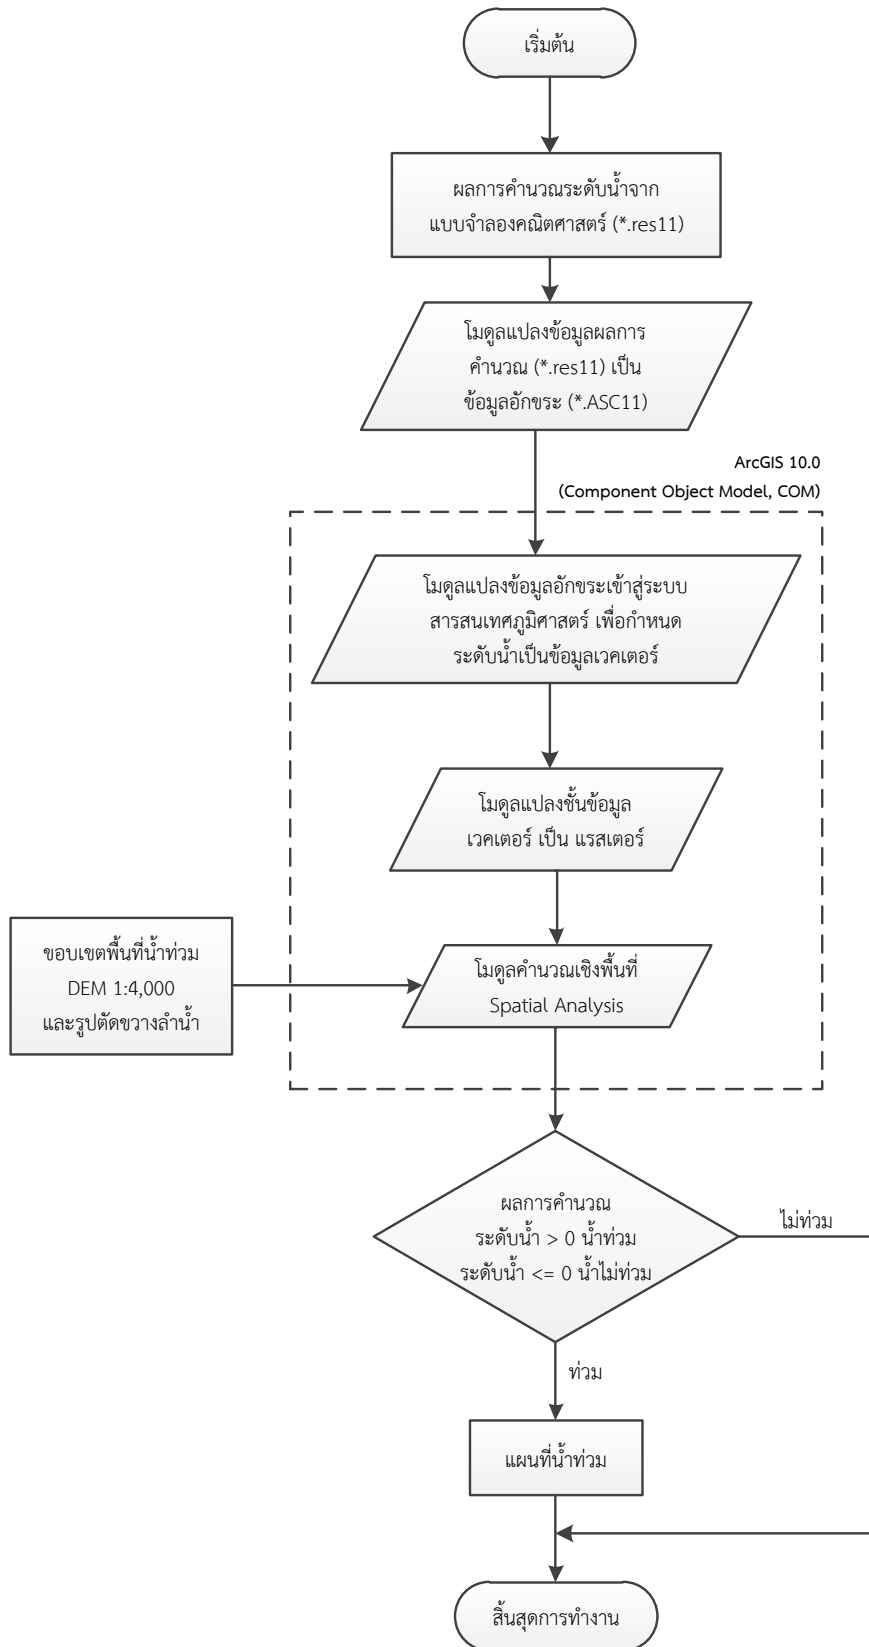 เริ่มต้น
ผลการคำนวณระดับน้ำจาก
แบบจำลองคณิตศาสตร์ (*.res11)
โมดูลแปลงข้อมูลผลการ
คำนวณ (*.res11) เป็น
ข้อมูลอักขระ (*.ASC11)
ArcGIS 10.0
(Component Object Model, COM)
โมดูลแปลงข้อมูลอักขระเข้าสู่ระบบ
สารสนเทศภูมิศาสตร์ เพื่อกำหนด
ระดับน้ำเป็นข้อมูลเวคเตอร์
โมดูลแปลงชั้นข้อมูล
เวคเตอร์ เป็น แรสเตอร์
ขอบเขตพื้นที่น้ำท่วม
DEM 1:4,000
และรูปตัดขวางลำน้ำ
โมดูลคำนวณเชิงพื้นที่
Spatial Analysis
ผลการคำนวณ
ระดับน้ำ > 0 น้ำท่วม
ระดับน้ำ <= 0 น้ำไม่ท่วม
ไม่ท่วม
ท่วม
แผนที่น้ำท่วม
สิ้นสุดการทำงาน